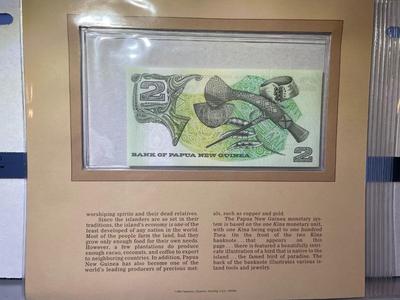 2
BANK OF PAPUA NEW GUINEA
2
worshiping spirits and their dead relatives.
Since the islanders are so set in their
traditions, the island's economy is one of the
least developed of any nation in the world.
Most of the people farm the land, but they
grow only enough food for their own needs.
However, a few plantations do produce
enough cacao, coconuts, and coffee to export
to neighboring countries. In addition, Papua
New Guinea has also become one of the
world's leading producers of precious met-
als, such as copper and gold.
The Papua New Guinea monetary sys-
tem is based on the one Kina monetary unit,
with one Kina being equal to one hundred
Toea. On the front of the two Kina
banknote ... that appears on this
page ... there is featured a beautifully intri-
cate illustration of a bird that is native to the
island ... the famed bird of paradise. The
back of the banknote illustrates various is-
land tools and jewelry.